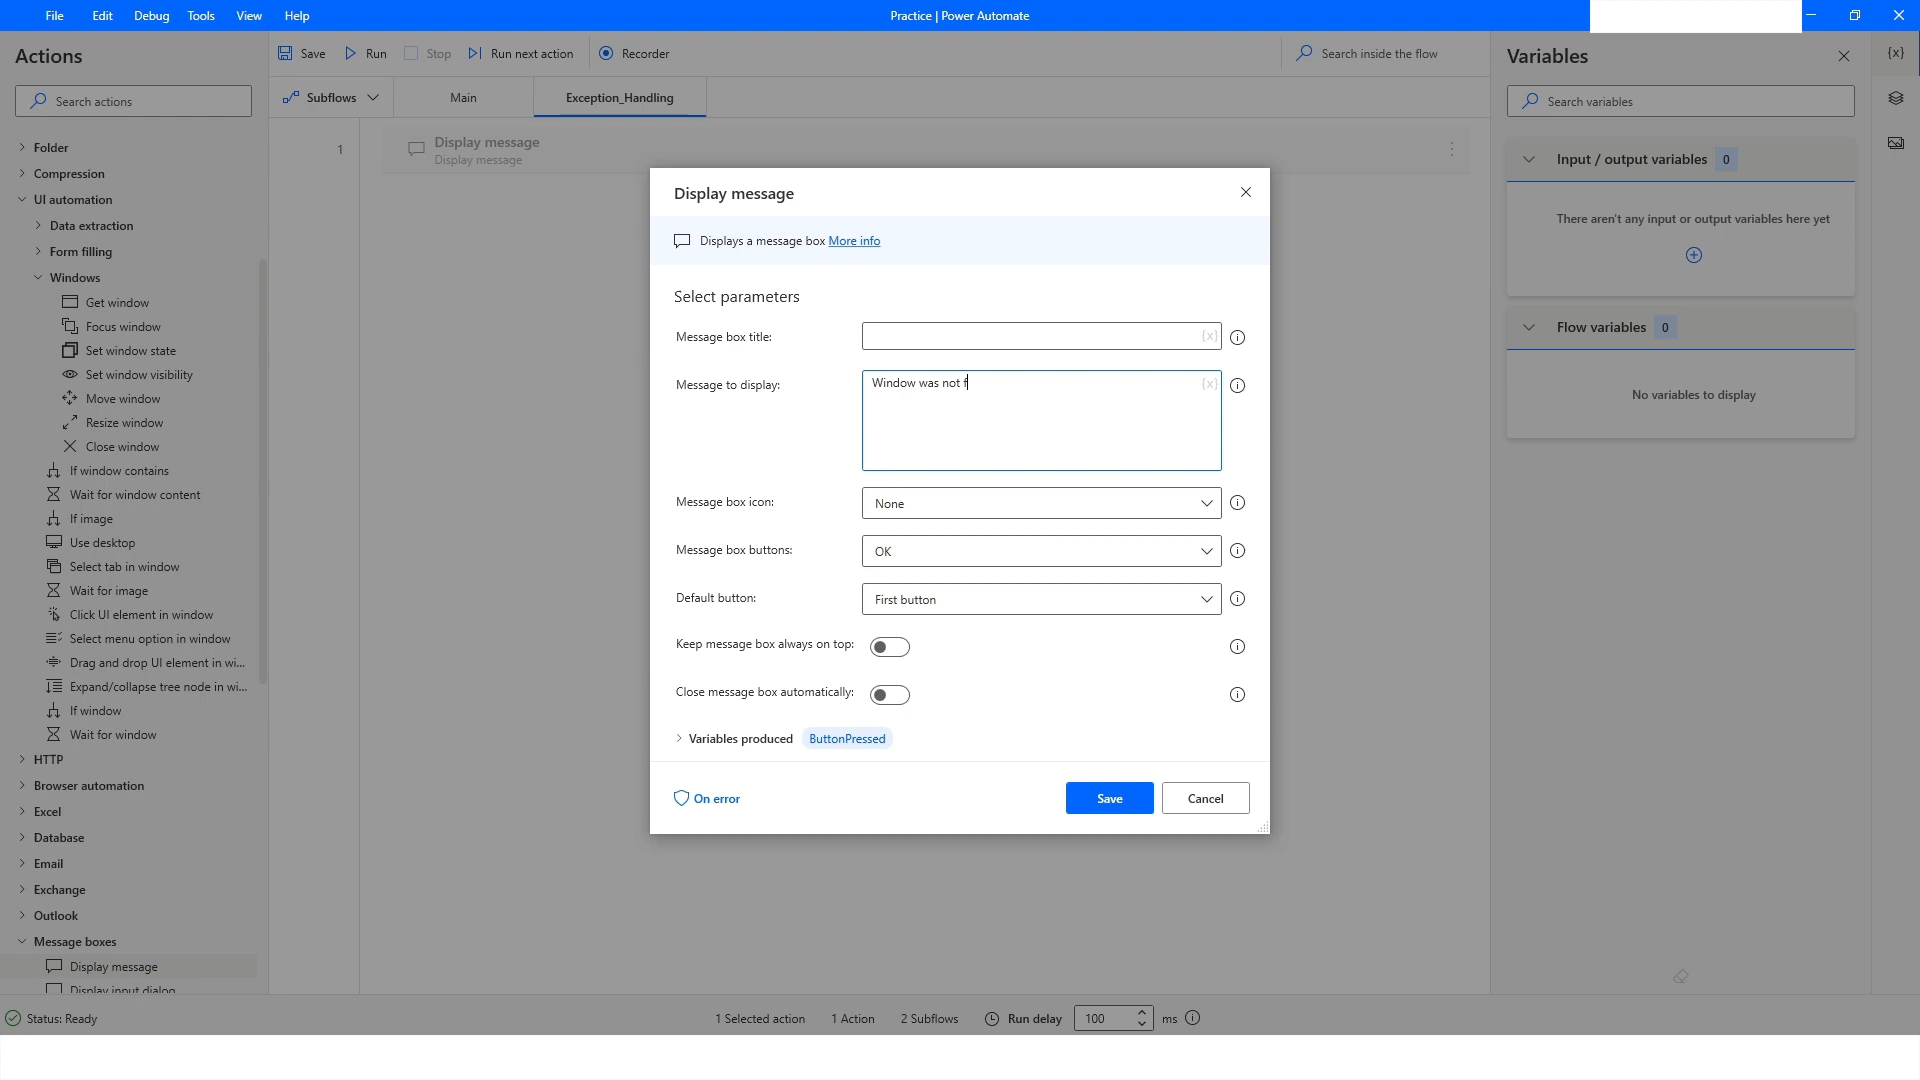 File Edit Debug Tools View Help
Practice | Power Automate
Actions
Search actions
Folder
Compression
UI automation
Data extraction
Form filling
Windows
Get window
Focus window
Set window state
Set window visibility
Move window
Resize window
Close window
If window contains
Wait for window content
If image
Use desktop
Select tab in window
Wait for image
Click UI element in window
Select menu option in window
Drag and drop UI element in wi...
Expand/collapse tree node in wi...
If window
Wait for window
HTTP
Browser automation
Excel
Database
Email
Exchange
Outlook
Message boxes
Display message
Display input dialog
Save Run Stop Run next action Recorder
Search inside the flow
Subflows Main Exception_Handling
1
Display message
Display message
Display message
Displays a message box More info
Select parameters
Message box title: {x}
Message to display: Window was not f {x}
Message box icon: None
Message box buttons: OK
Default button: First button
Keep message box always on top:
Close message box automatically:
Variables produced ButtonPressed
On error Save Cancel
Variables
{x}
Search variables
Input / output variables 0
There aren't any input or output variables here yet
Flow variables 0
No variables to display
Status: Ready 1 Selected action 1 Action 2 Subflows Run delay 100 ms